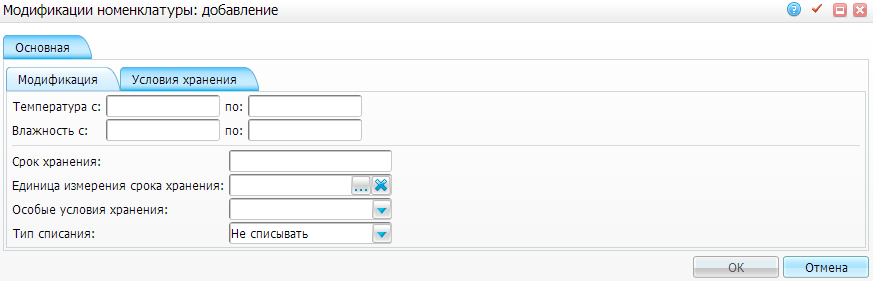 Модификации номенклатуры: добавление
Основная
Модификация Условия хранения
Температура с: по:
Влажность с: по:
Срок хранения:
Единица измерения срока хранения: ...
Особые условия хранения:
Тип списания: Не списывать
ОК Отмена